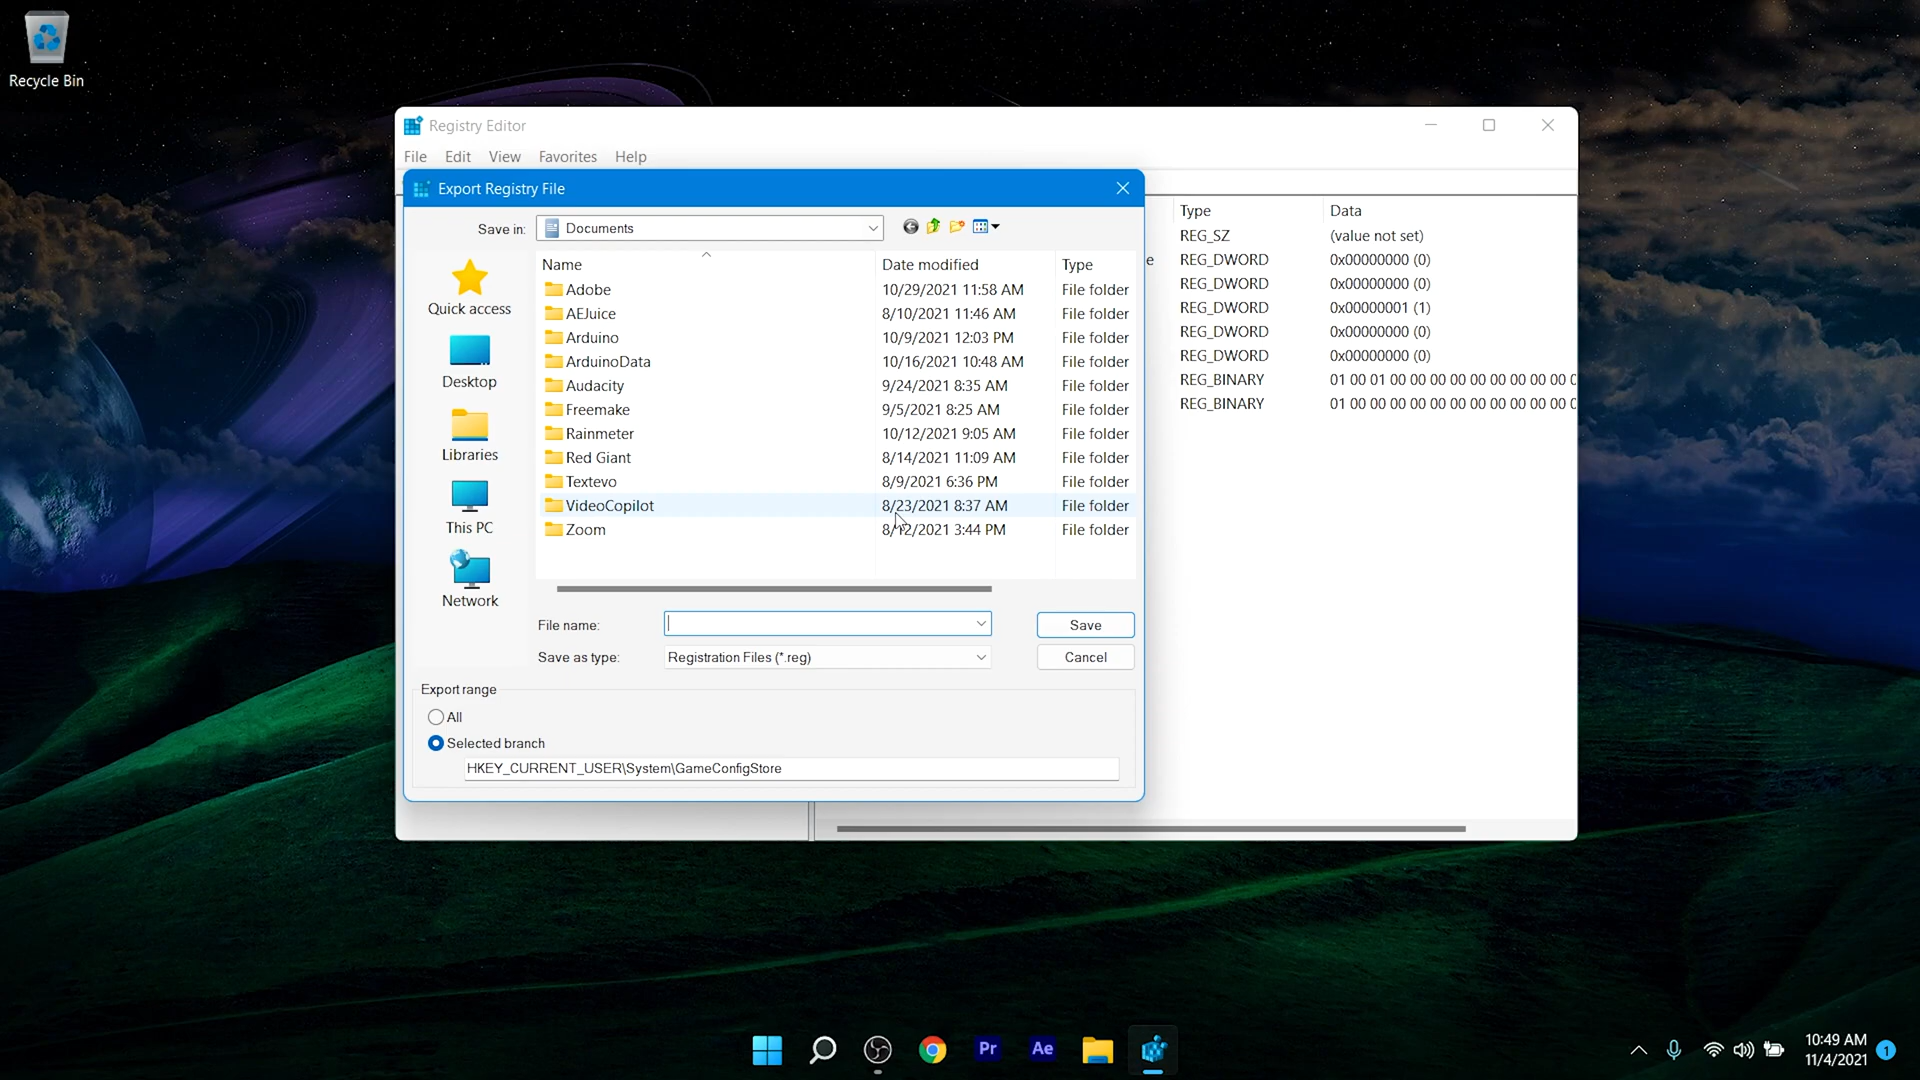 Recycle Bin
Registry Editor
File Edit View Favorites Help
Export Registry File
Save in: Documents
Type Data
Name Date modified Type
REG_SZ (value not set)
e REG_DWORD 0x00000000 (0)
Quick access
Adobe 10/29/2021 11:58 AM File folder
REG_DWORD 0x00000000 (0)
AEJuice 8/10/2021 11:46 AM File folder
REG_DWORD 0x00000001 (1)
Arduino 10/9/2021 12:03 PM File folder
REG_DWORD 0x00000000 (0)
ArduinoData 10/16/2021 10:48 AM File folder
REG_DWORD 0x00000000 (0)
Desktop
Audacity 9/24/2021 8:35 AM File folder
REG_BINARY 01 00 01 00 00 00 00 00 00 00 00 00
Freemake 9/5/2021 8:25 AM File folder
REG_BINARY 01 00 00 00 00 00 00 00 00 00 00 00
Rainmeter 10/12/2021 9:05 AM File folder
Libraries
Red Giant 8/14/2021 11:09 AM File folder
Textevo 8/9/2021 6:36 PM File folder
VideoCopilot 8/23/2021 8:37 AM File folder
This PC
Zoom 8/12/2021 3:44 PM File folder
Network
File name: Save
Save as type: Registration Files (*.reg) Cancel
Export range
All
Selected branch
HKEY_CURRENT_USER\System\GameConfigStore
Pr Ae
10:49 AM
11/4/2021 1